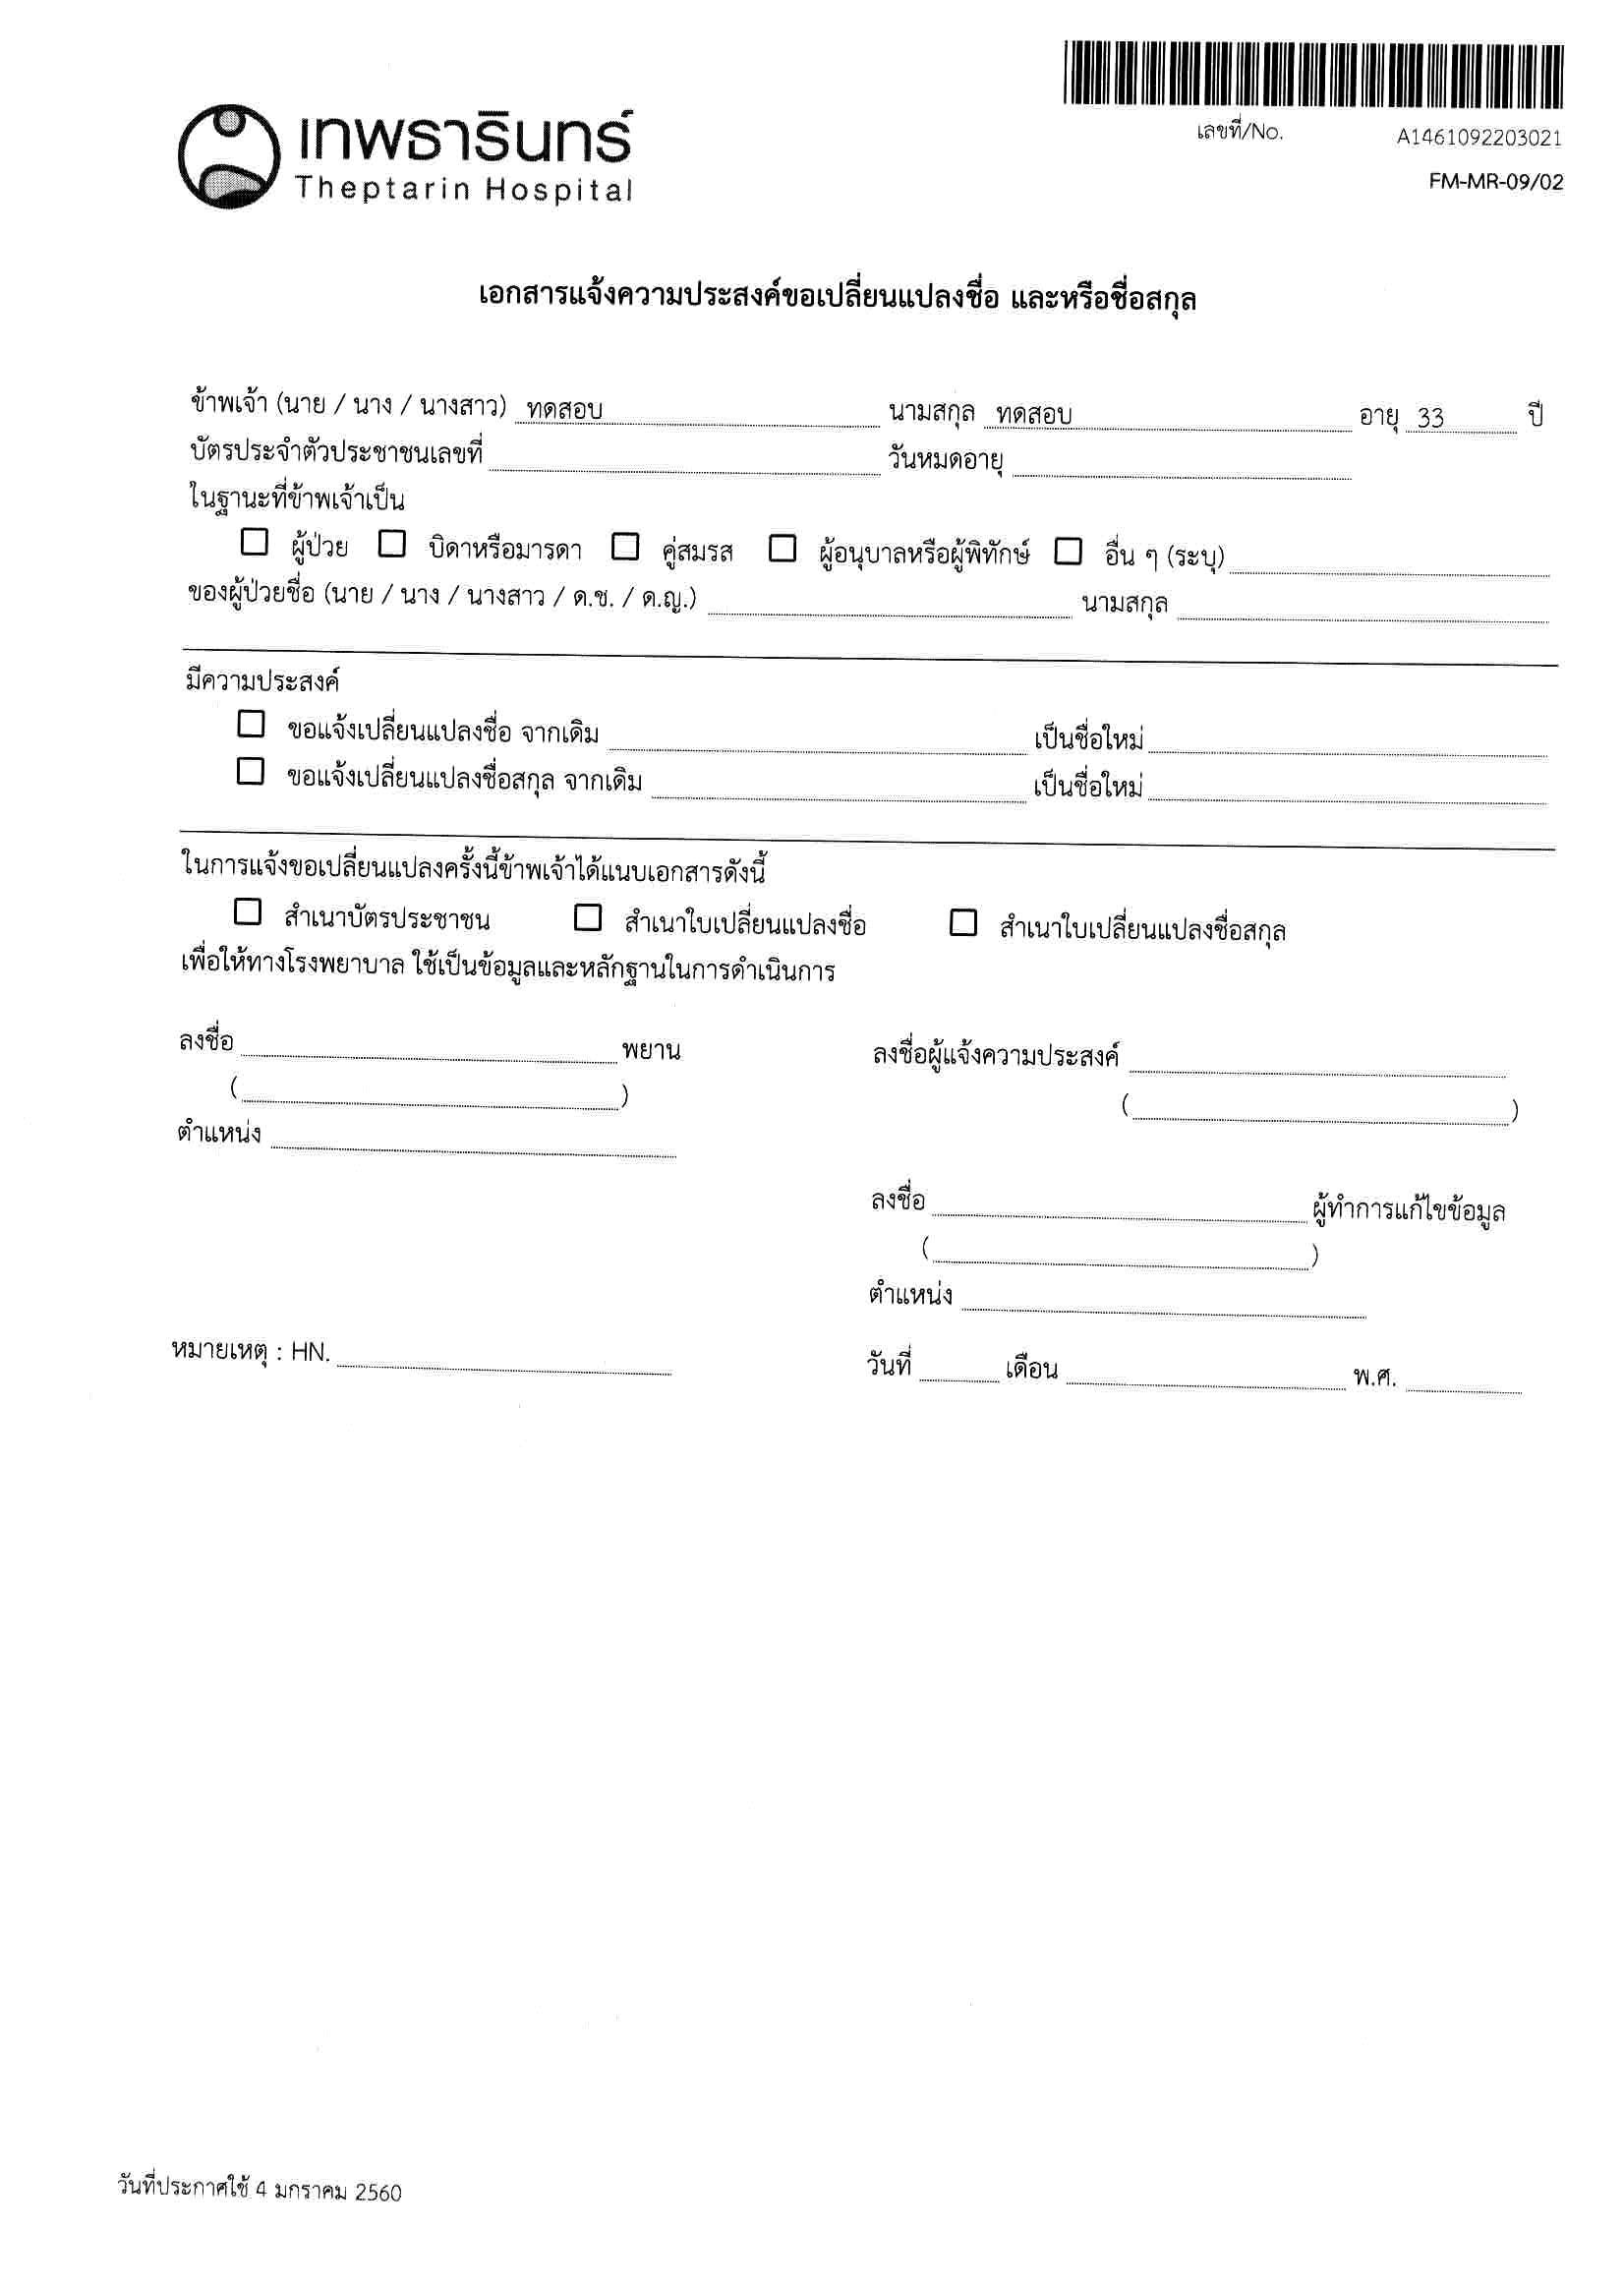 เทพธารินทร์
Theptarin Hospital
เลขที่/No. A1461092203021
FM-MR-09/02
เอกสารแจ้งความประสงค์ขอเปลี่ยนแปลงชื่อ และหรือชื่อสกุล
ข้าพเจ้า (นาย / นาง / นางสาว) ทดสอบ นามสกุล ทดสอบ อายุ 33 ปี
บัตรประจำตัวประชาชนเลขที่ วันหมดอายุ
ในฐานะที่ข้าพเจ้าเป็น
ผู้ป่วย บิดาหรือมารดา คู่สมรส ผู้อนุบาลหรือผู้พิทักษ์ อื่น ๆ (ระบุ)
ของผู้ป่วยชื่อ (นาย / นาง / นางสาว / ด.ช. / ด.ญ.) นามสกุล
มีความประสงค์
ขอแจ้งเปลี่ยนแปลงชื่อ จากเดิม เป็นชื่อใหม่
ขอแจ้งเปลี่ยนแปลงชื่อสกุล จากเดิม เป็นชื่อใหม่
ในการแจ้งขอเปลี่ยนแปลงครั้งนี้ข้าพเจ้าได้แนบเอกสารดังนี้
สำเนาบัตรประชาชน สำเนาใบเปลี่ยนแปลงชื่อ สำเนาใบเปลี่ยนแปลงชื่อสกุล
เพื่อให้ทางโรงพยาบาล ใช้เป็นข้อมูลและหลักฐานในการดำเนินการ
ลงชื่อ พยาน ลงชื่อผู้แจ้งความประสงค์
( ) ( )
ตำแหน่ง
ลงชื่อ ผู้ทำการแก้ไขข้อมูล
( )
ตำแหน่ง
หมายเหตุ : HN. วันที่ เดือน พ.ศ.
วันที่ประกาศใช้ 4 มกราคม 2560